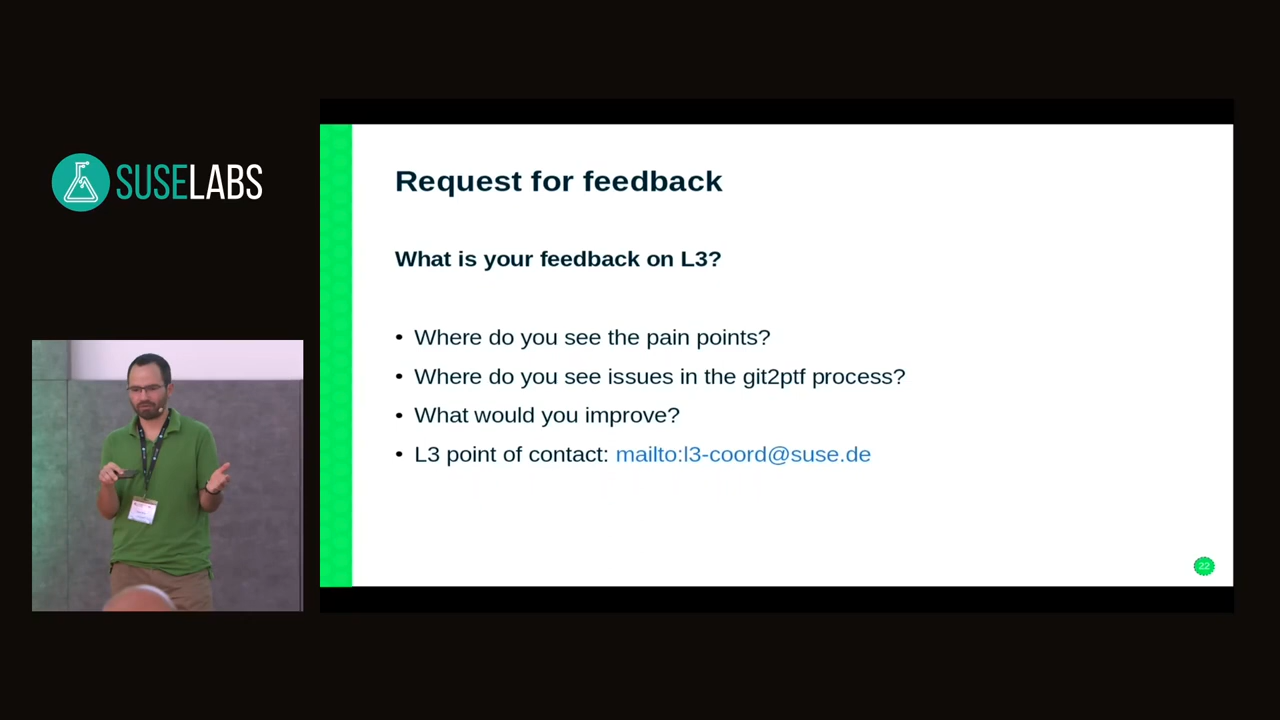 SUSELABS
Request for feedback
What is your feedback on L3?
• Where do you see the pain points?
• Where do you see issues in the git2ptf process?
• What would you improve?
• L3 point of contact: mailto:l3-coord@suse.de
22